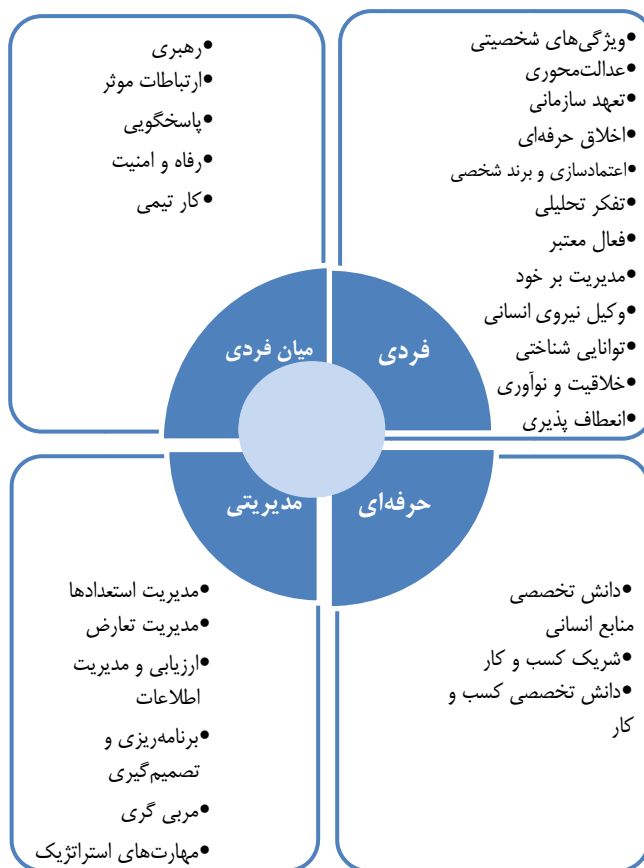 •ویژگی‌های شخصیتی
•عدالت‌محوری
•تعهد سازمانی
•اخلاق حرفه‌ای
•اعتمادسازی و برند شخصی
•تفکر تحلیلی
•فعال معتبر
•مدیریت بر خود
•وکیل نیروی انسانی
•توانایی شناختی
•خلاقیت و نوآوری
•انعطاف پذیری
فردی
•رهبری
•ارتباطات موثر
•پاسخگویی
•رفاه و امنیت
•کار تیمی
میان فردی
حرفه‌ای
•دانش تخصصی
منابع انسانی
•شریک کسب و کار
•دانش تخصصی کسب و
کار
مدیریتی
•مدیریت استعدادها
•مدیریت تعارض
•ارزیابی و مدیریت
اطلاعات
•برنامه‌ریزی و
تصمیم‌گیری
•مربی گری
•مهارت‌های استراتژیک